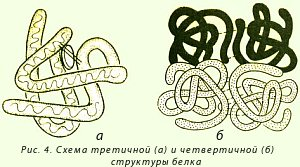 а б
Рис. 4. Схема третичной (а) и четвертичной (б)
структуры белка